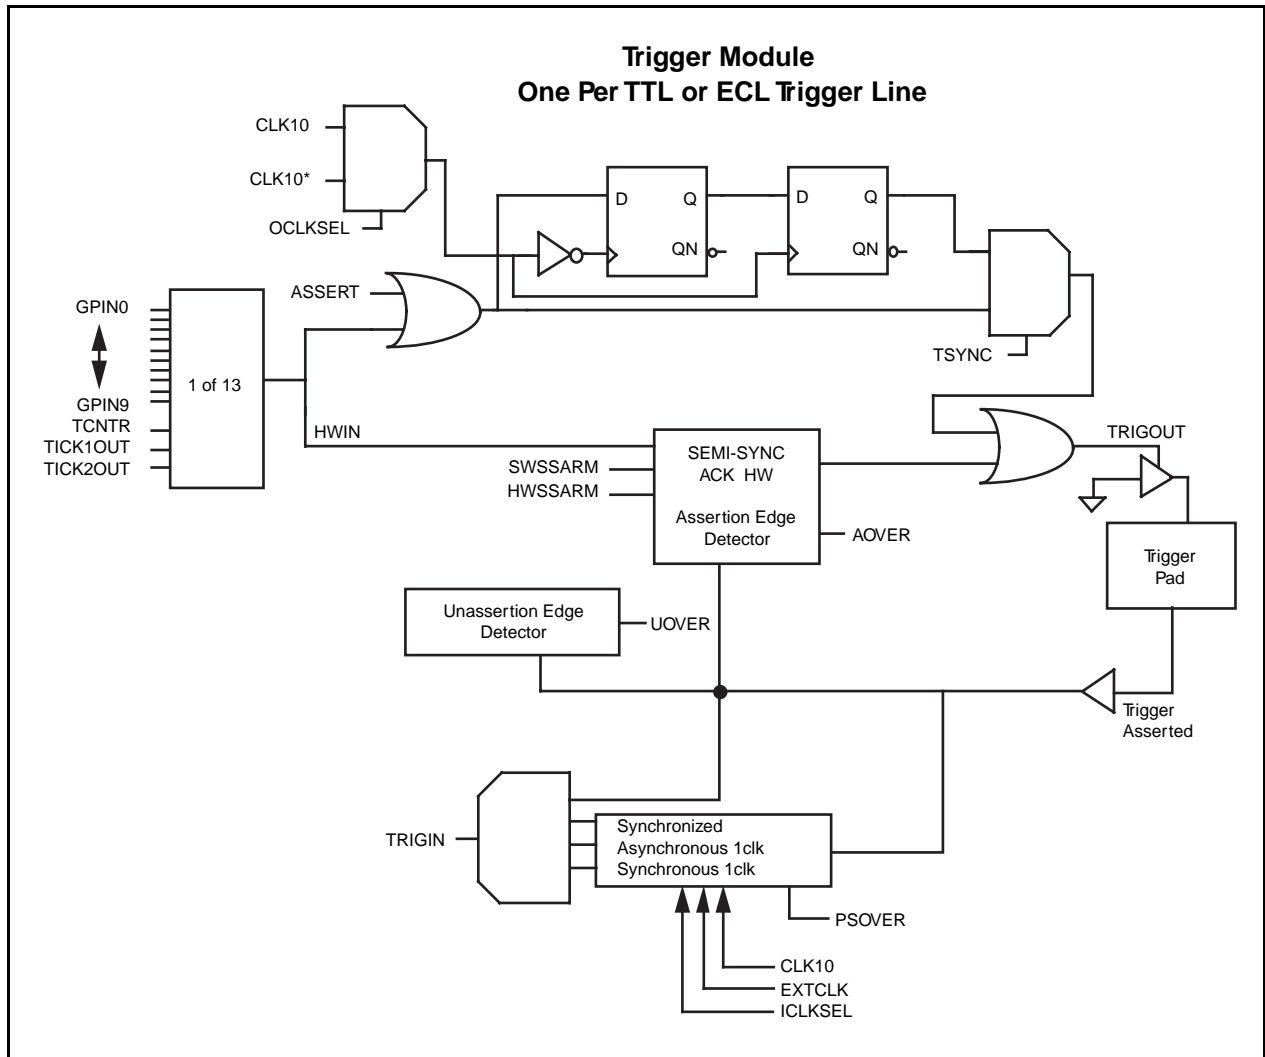 Trigger Module
One Per TTL or ECL Trigger Line
CLK10
CLK10*
OCLKSEL
D Q
QN
D Q
QN
ASSERT
TSYNC
GPIN0
GPIN9
TCNTR
TICK1OUT
TICK2OUT
1 of 13
HWIN
SWSSARM
HWSSARM
SEMI-SYNC
ACK HW
Assertion Edge
Detector
AOVER
TRIGOUT
Trigger
Pad
Unassertion Edge
Detector
UOVER
Trigger
Asserted
TRIGIN
Synchronized
Asynchronous 1clk
Synchronous 1clk
PSOVER
CLK10
EXTCLK
ICLKSEL